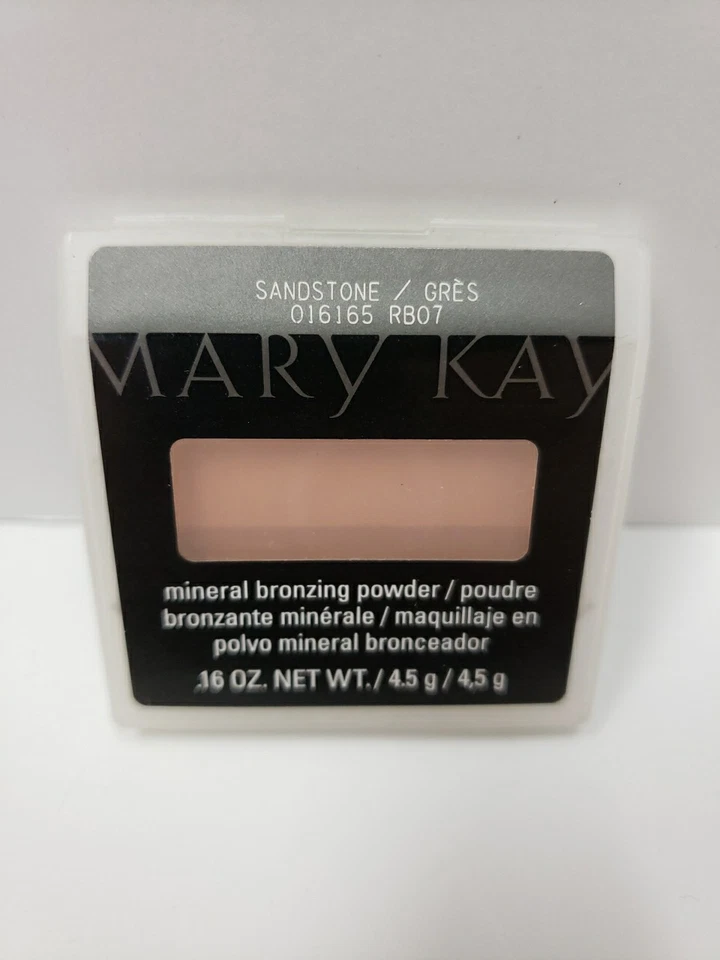 SANDSTONE / GRÈS
016165 RB07
MARY KAY
mineral bronzing powder / poudre
bronzante minérale / maquillaje en
polvo mineral bronceador
.16 OZ. NET WT. / 4.5 g / 4,5 g